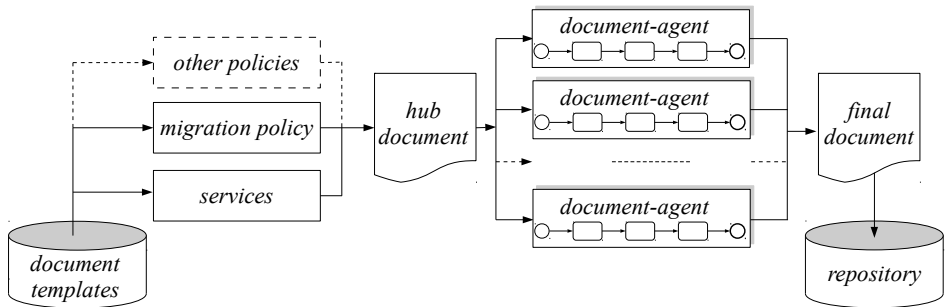 other policies
migration policy
services
document
templates
hub
document
document-agent
document-agent
document-agent
final
document
repository